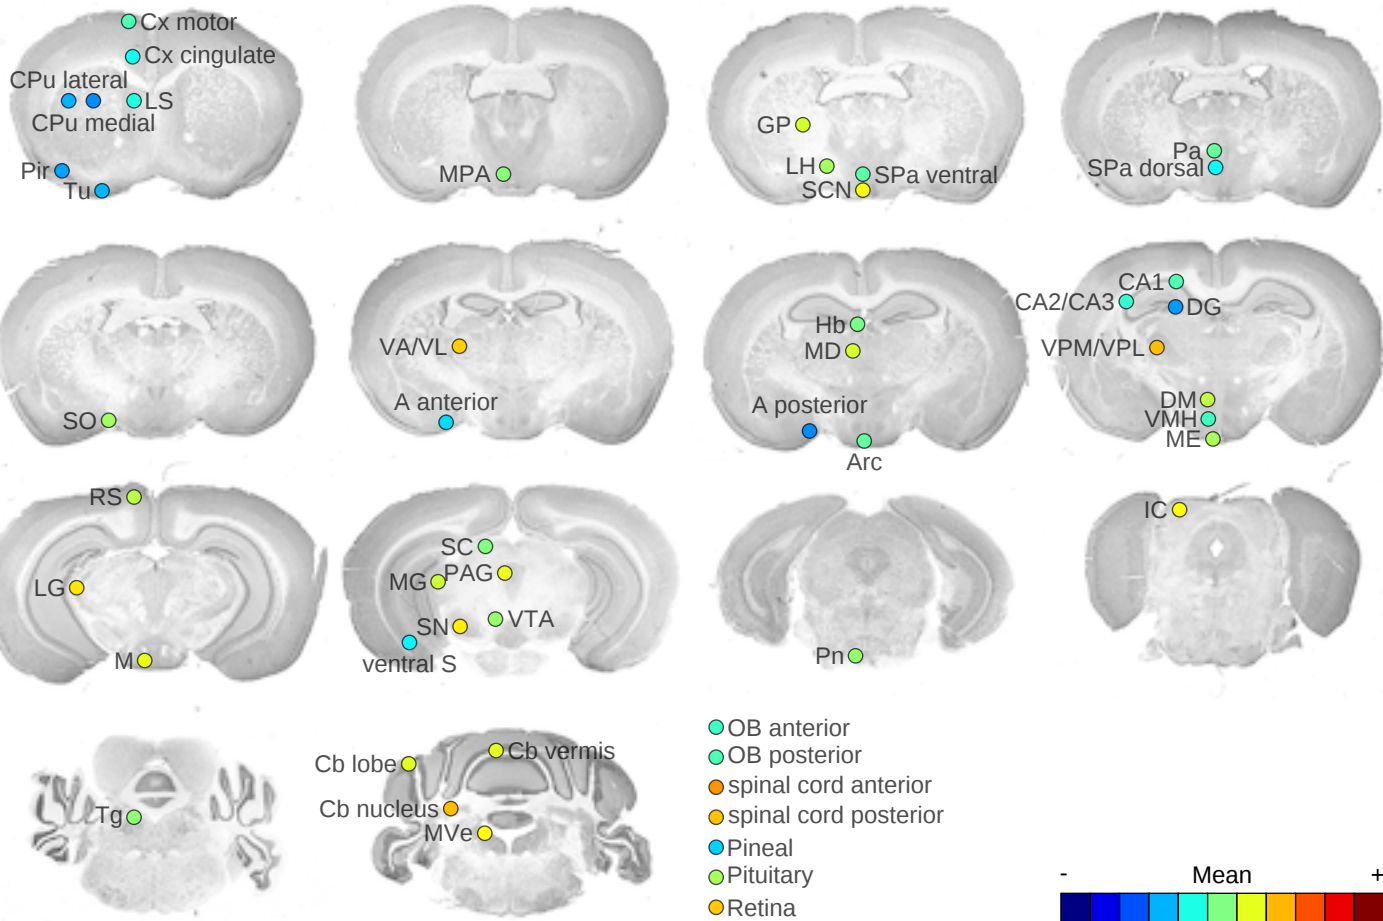 Cx motor
Cx cingulate
CPu lateral
LS
CPu medial
Pir
Tu
MPA
GP
LH
SPa ventral
SCN
Pa
SPa dorsal
SO
VA/VL
A anterior
Hb
MD
A posterior
Arc
CA1
CA2/CA3
DG
VPM/VPL
DM
VMH
ME
RS
LG
M
SC
PAG
MG
VTA
SN
ventral S
Pn
IC
Tg
Cb vermis
Cb lobe
Cb nucleus
MVe
OB anterior
OB posterior
spinal cord anterior
spinal cord posterior
Pineal
Pituitary
Retina
- Mean +